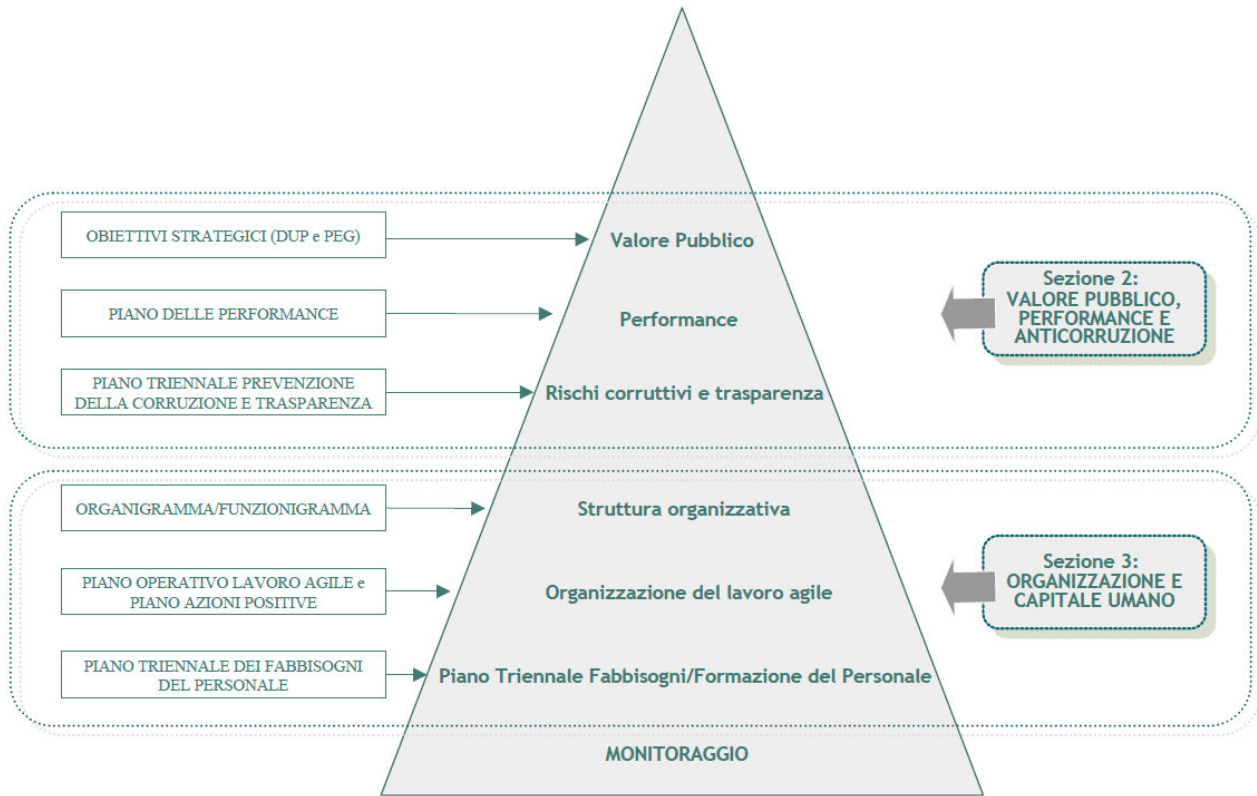 OBIETTIVI STRATEGICI (DUP e PEG)
Valore Pubblico
PIANO DELLE PERFORMANCE
Performance
PIANO TRIENNALE PREVENZIONE
DELLA CORRUZIONE E TRASPARENZA
Rischi corruttivi e trasparenza
Sezione 2:
VALORE PUBBLICO,
PERFORMANCE E
ANTICORRUZIONE
ORGANIGRAMMA/FUNZIONIGRAMMA
Struttura organizzativa
PIANO OPERATIVO LAVORO AGILE e
PIANO AZIONI POSITIVE
Organizzazione del lavoro agile
PIANO TRIENNALE DEI FABBISOGNI
DEL PERSONALE
Piano Triennale Fabbisogni/Formazione del Personale
Sezione 3:
ORGANIZZAZIONE E
CAPITALE UMANO
MONITORAGGIO